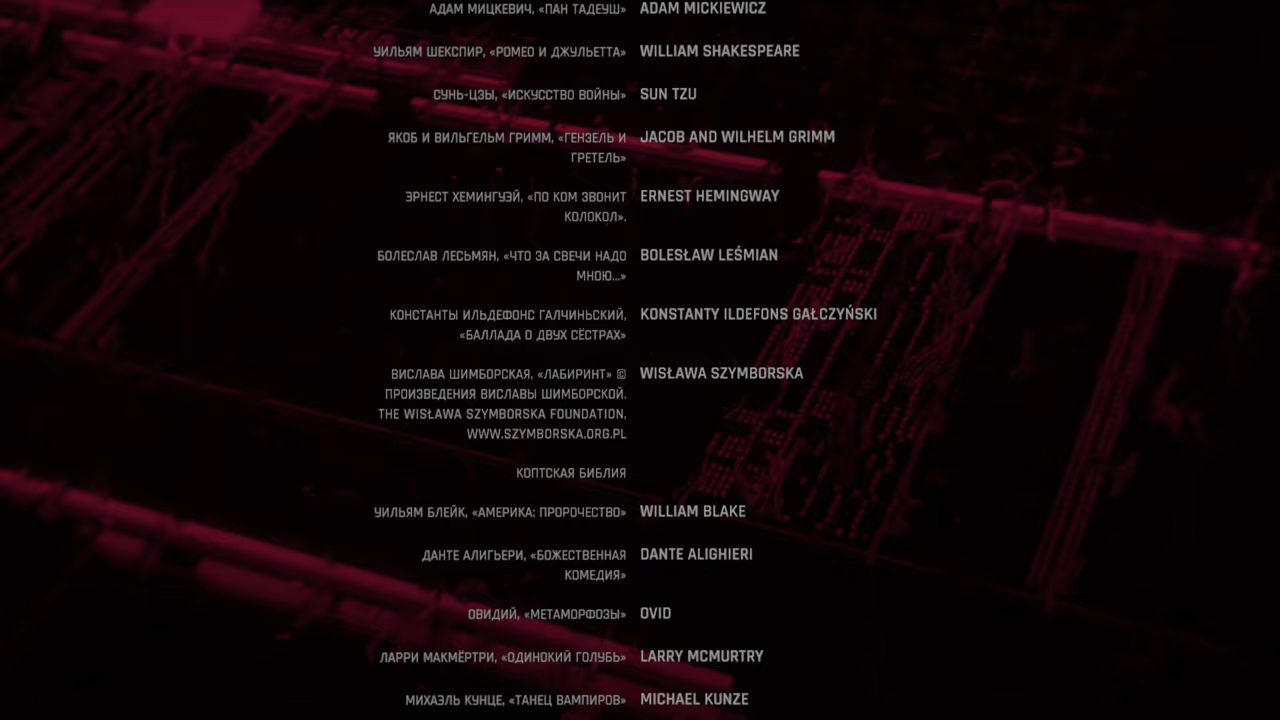 АДАМ МИЦКЕВИЧ, «ПАН ТАДЕУШ» ADAM MICKIEWICZ
УИЛЬЯМ ШЕКСПИР, «РОМЕО И ДЖУЛЬЕТТА» WILLIAM SHAKESPEARE
СУНЬ-ЦЗЫ, «ИСКУССТВО ВОЙНЫ» SUN TZU
ЯКОБ И ВИЛЬГЕЛЬМ ГРИММ, «ГЕНЗЕЛЬ И JACOB AND WILHELM GRIMM
ГРЕТЕЛЬ»
ЭРНЕСТ ХЕМИНГУЭЙ, «ПО КОМ ЗВОНИТ ERNEST HEMINGWAY
КОЛОКОЛ».
БОЛЕСЛАВ ЛЕСЬМЯН, «ЧТО ЗА СВЕЧИ НАДО BOLESŁAW LEŚMIAN
МНОЮ...»
КОНСТАНТЫ ИЛЬДЕФОНС ГАЛЧИНЬСКИЙ, KONSTANTY ILDEFONS GAŁCZYŃSKI
«БАЛЛАДА О ДВУХ СЁСТРАХ»
ВИСЛАВА ШИМБОРСКАЯ, «ЛАБИРИНТ» © WISŁAWA SZYMBORSKA
ПРОИЗВЕДЕНИЯ ВИСЛАВЫ ШИМБОРСКОЙ.
THE WISŁAWA SZYMBORSKA FOUNDATION,
WWW.SZYMBORSKA.ORG.PL
КОПТСКАЯ БИБЛИЯ
УИЛЬЯМ БЛЕЙК, «АМЕРИКА: ПРОРОЧЕСТВО» WILLIAM BLAKE
ДАНТЕ АЛИГЬЕРИ, «БОЖЕСТВЕННАЯ DANTE ALIGHIERI
КОМЕДИЯ»
ОВИДИЙ, «МЕТАМОРФОЗЫ» OVID
ЛАРРИ МАКМЁРТРИ, «ОДИНОКИЙ ГОЛУБЬ» LARRY MCMURTRY
МИХАЭЛЬ КУНЦЕ, «ТАНЕЦ ВАМПИРОВ» MICHAEL KUNZE